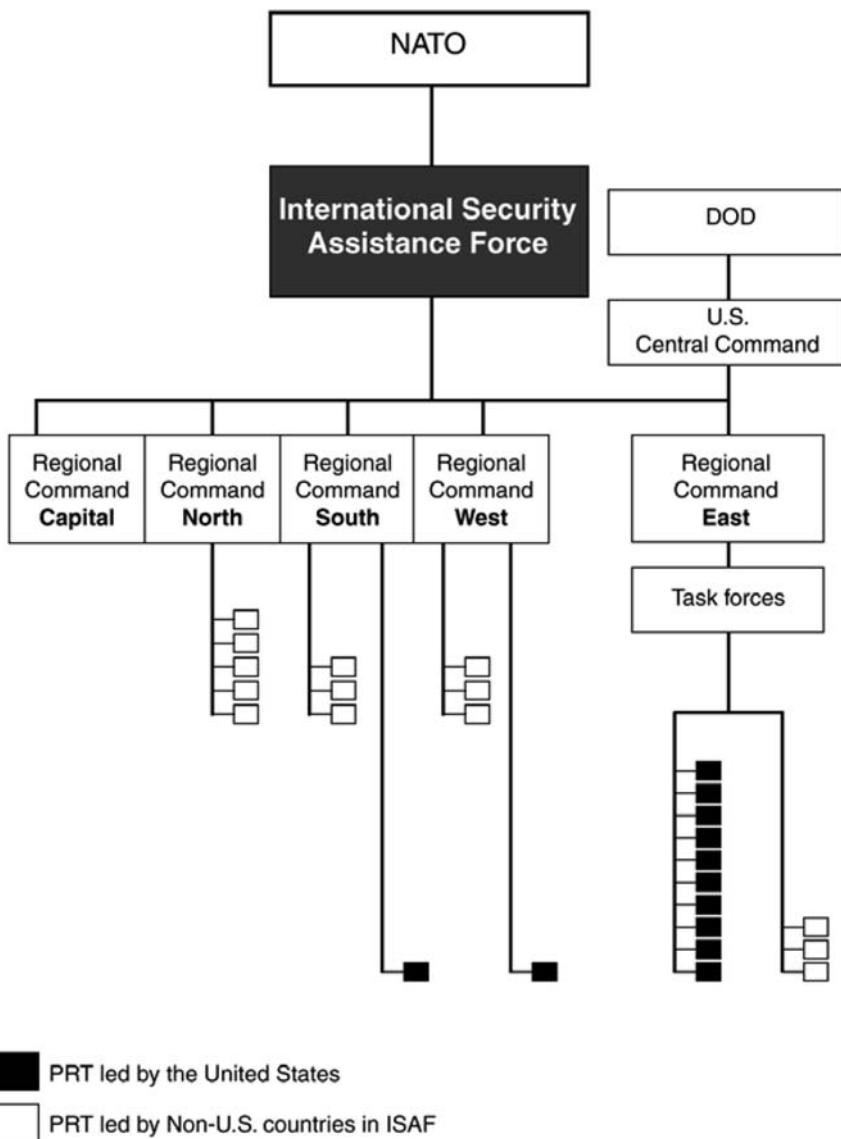 NATO
International Security
Assistance Force
DOD
U.S.
Central Command
Regional
Command
Capital
Regional
Command
North
Regional
Command
South
Regional
Command
West
Regional
Command
East
Task forces
PRT led by the United States
PRT led by Non-U.S. countries in ISAF